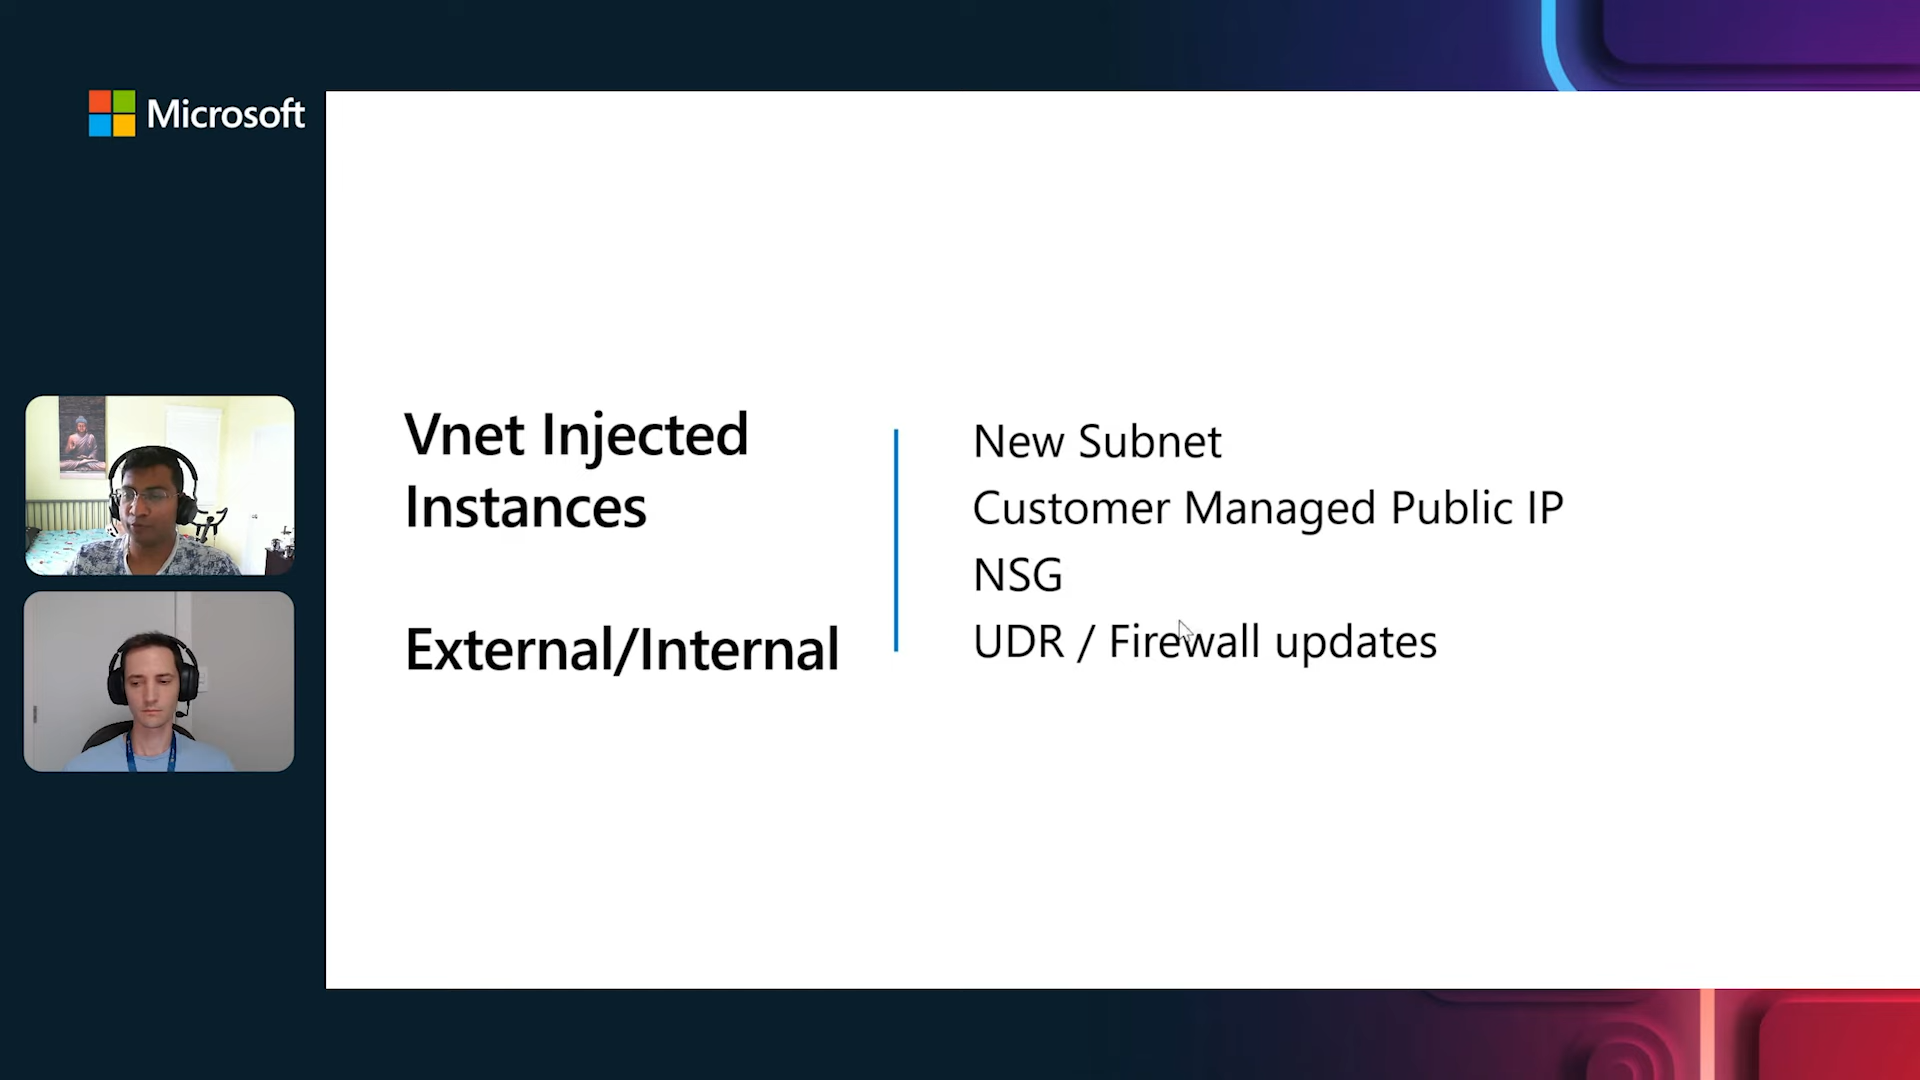 Microsoft
Vnet Injected
Instances
External/Internal
New Subnet
Customer Managed Public IP
NSG
UDR / Firewall updates